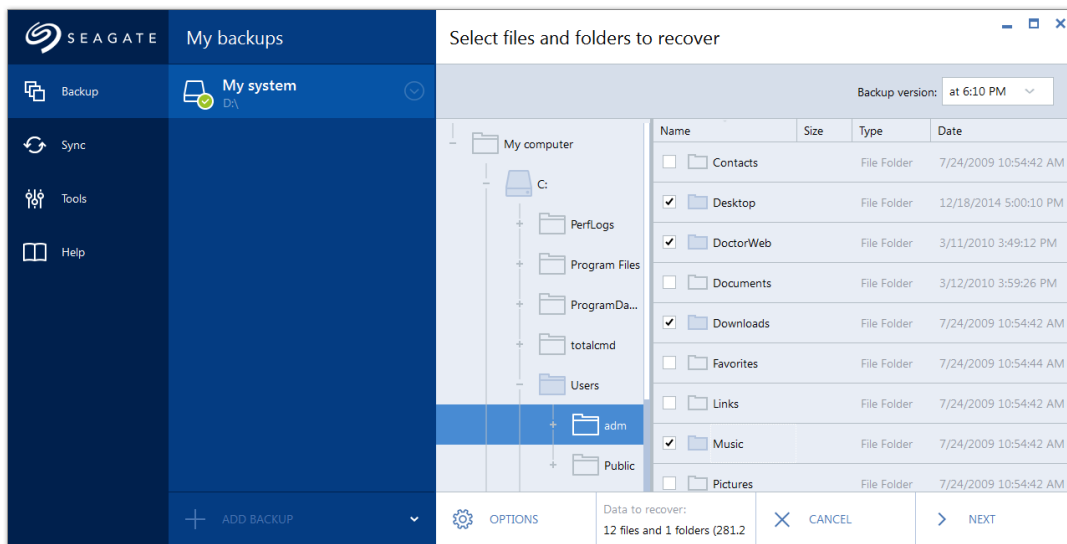 SEAGATE
My backups
Select files and folders to recover
Backup
Sync
Tools
Help
My system
D:\
Backup version: at 6:10 PM
My computer
C:
PerfLogs
Program Files
ProgramDa...
totalcmd
Users
adm
Public
Name Size Type Date
Contacts File Folder 7/24/2009 10:54:42 AM
Desktop File Folder 12/18/2014 5:00:10 PM
DoctorWeb File Folder 3/11/2010 3:49:12 PM
Documents File Folder 3/12/2010 3:59:26 PM
Downloads File Folder 7/24/2009 10:54:42 AM
Favorites File Folder 7/24/2009 10:54:44 AM
Links File Folder 7/24/2009 10:54:42 AM
Music File Folder 7/24/2009 10:54:42 AM
Pictures File Folder 7/24/2009 10:54:42 AM
ADD BACKUP
OPTIONS
Data to recover:
12 files and 1 folders (281.2
CANCEL
NEXT